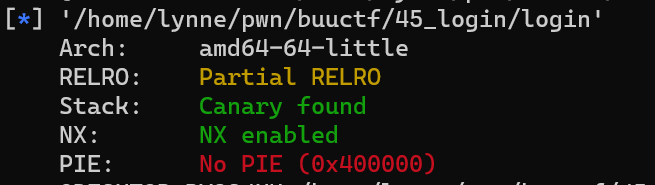 [*] '/home/lynne/pwn/buuctf/45_login/login'
Arch: amd64-64-little
RELRO: Partial RELRO
Stack: Canary found
NX: NX enabled
PIE: No PIE (0x400000)